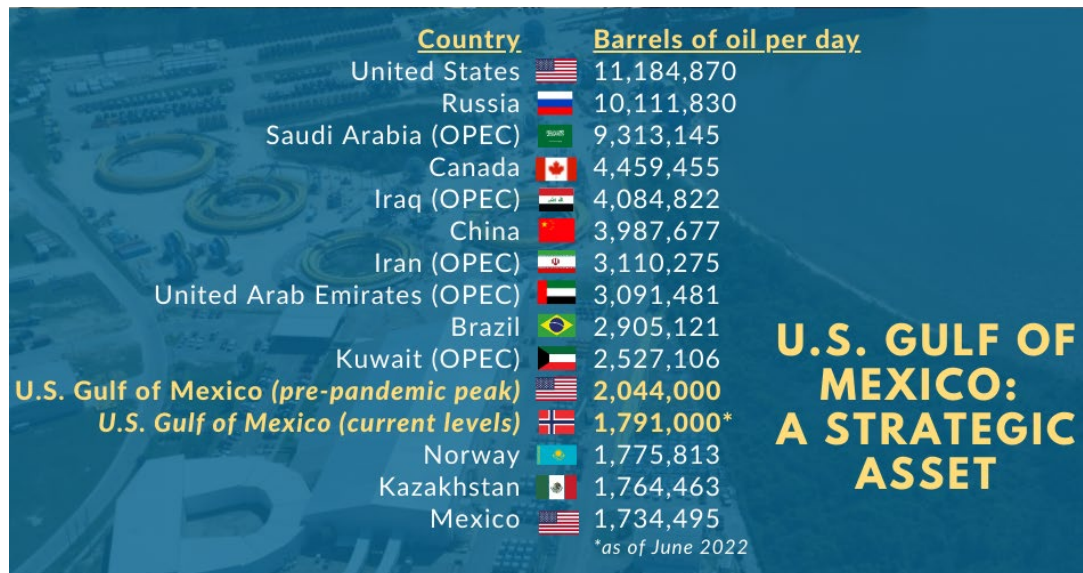 Country Barrels of oil per day
United States 11,184,870
Russia 10,111,830
Saudi Arabia (OPEC) 9,313,145
Canada 4,459,455
Iraq (OPEC) 4,084,822
China 3,987,677
Iran (OPEC) 3,110,275
United Arab Emirates (OPEC) 3,091,481
Brazil 2,905,121
Kuwait (OPEC) 2,527,106
U.S. Gulf of Mexico (pre-pandemic peak) 2,044,000
U.S. Gulf of Mexico (current levels) 1,791,000*
Norway 1,775,813
Kazakhstan 1,764,463
Mexico 1,734,495
*as of June 2022
U.S. GULF OF
MEXICO:
A STRATEGIC
ASSET